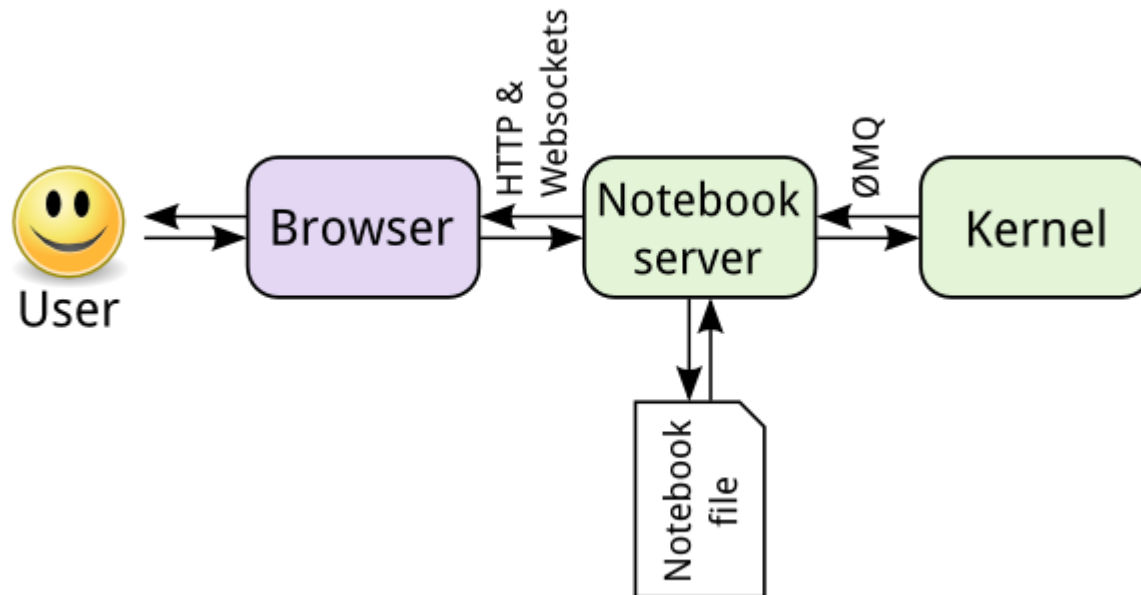 User
Browser
HTTP &
Websockets
Notebook
server
ØMQ
Kernel
Notebook
file